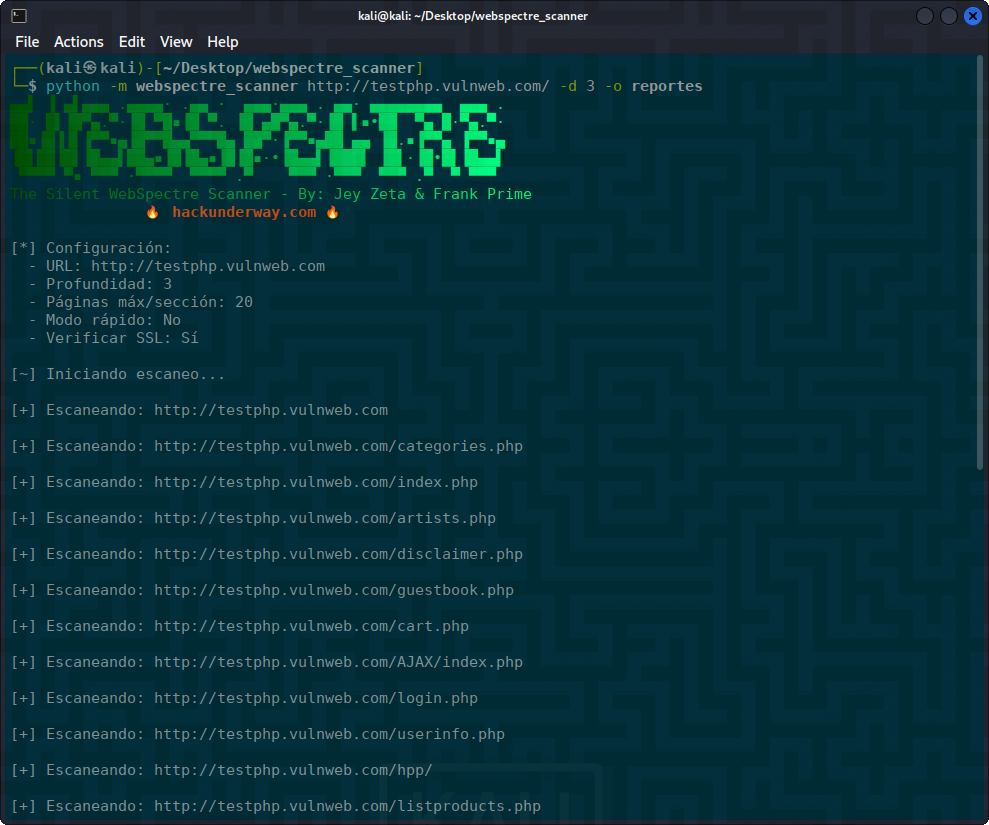 kali@kali: ~/Desktop/webspectre_scanner
File Actions Edit View Help
┌──(kali㉿kali)-[~/Desktop/webspectre_scanner]
└─$ python -m webspectre_scanner http://testphp.vulnweb.com/ -d 3 -o reportes
WEBSPECTRE
The Silent WebSpectre Scanner - By: Jey Zeta & Frank Prime
🔥 hackunderway.com 🔥
[*] Configuración:
- URL: http://testphp.vulnweb.com
- Profundidad: 3
- Páginas máx/sección: 20
- Modo rápido: No
- Verificar SSL: Sí
[~] Iniciando escaneo...
[+] Escaneando: http://testphp.vulnweb.com
[+] Escaneando: http://testphp.vulnweb.com/categories.php
[+] Escaneando: http://testphp.vulnweb.com/index.php
[+] Escaneando: http://testphp.vulnweb.com/artists.php
[+] Escaneando: http://testphp.vulnweb.com/disclaimer.php
[+] Escaneando: http://testphp.vulnweb.com/guestbook.php
[+] Escaneando: http://testphp.vulnweb.com/cart.php
[+] Escaneando: http://testphp.vulnweb.com/AJAX/index.php
[+] Escaneando: http://testphp.vulnweb.com/login.php
[+] Escaneando: http://testphp.vulnweb.com/userinfo.php
[+] Escaneando: http://testphp.vulnweb.com/hpp/
[+] Escaneando: http://testphp.vulnweb.com/listproducts.php